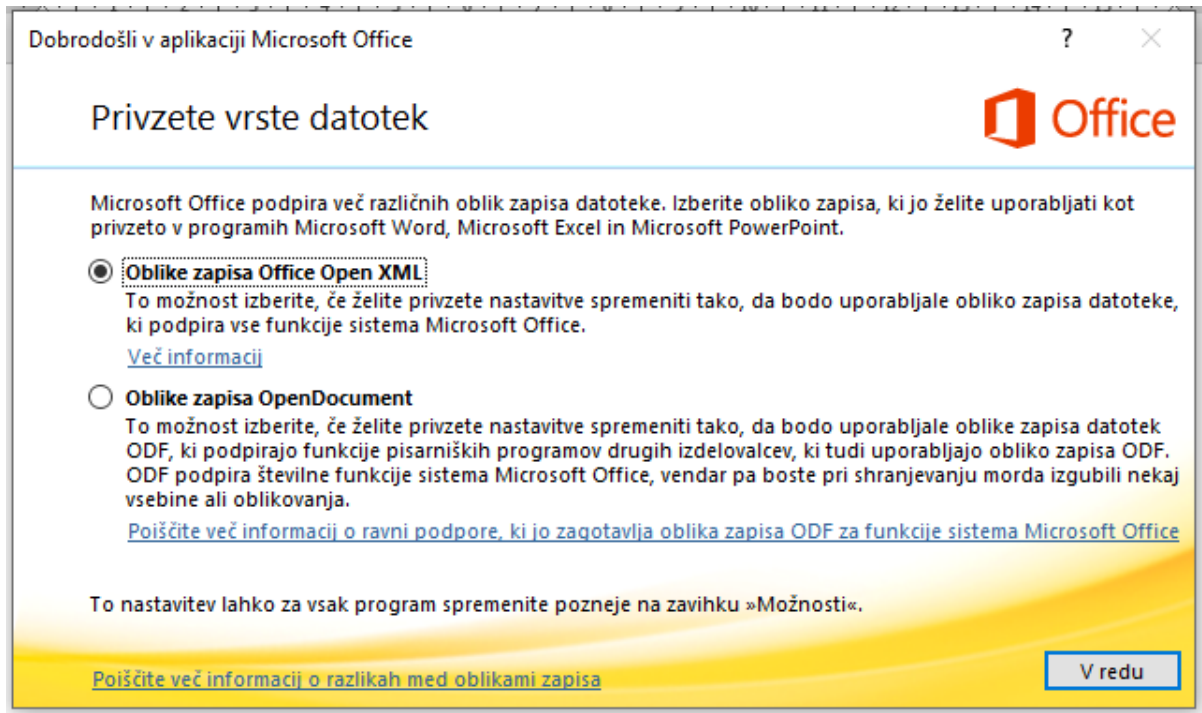 Dobrodošli v aplikaciji Microsoft Office
?
Privzete vrste datotek
Office
Microsoft Office podpira več različnih oblik zapisa datoteke. Izberite obliko zapisa, ki jo želite uporabljati kot
privzeto v programih Microsoft Word, Microsoft Excel in Microsoft PowerPoint.
Oblike zapisa Office Open XML
To možnost izberite, če želite privzete nastavitve spremeniti tako, da bodo uporabljale obliko zapisa datoteke,
ki podpira vse funkcije sistema Microsoft Office.
Več informacij
Oblike zapisa OpenDocument
To možnost izberite, če želite privzete nastavitve spremeniti tako, da bodo uporabljale oblike zapisa datotek
ODF, ki podpirajo funkcije pisarniških programov drugih izdelovalcev, ki tudi uporabljajo obliko zapisa ODF.
ODF podpira številne funkcije sistema Microsoft Office, vendar pa boste pri shranjevanju morda izgubili nekaj
vsebine ali oblikovanja.
Poiščite več informacij o ravni podpore, ki jo zagotavlja oblika zapisa ODF za funkcije sistema Microsoft Office
To nastavitev lahko za vsak program spremenite pozneje na zavihku »Možnosti«.
Poiščite več informacij o razlikah med oblikami zapisa
V redu